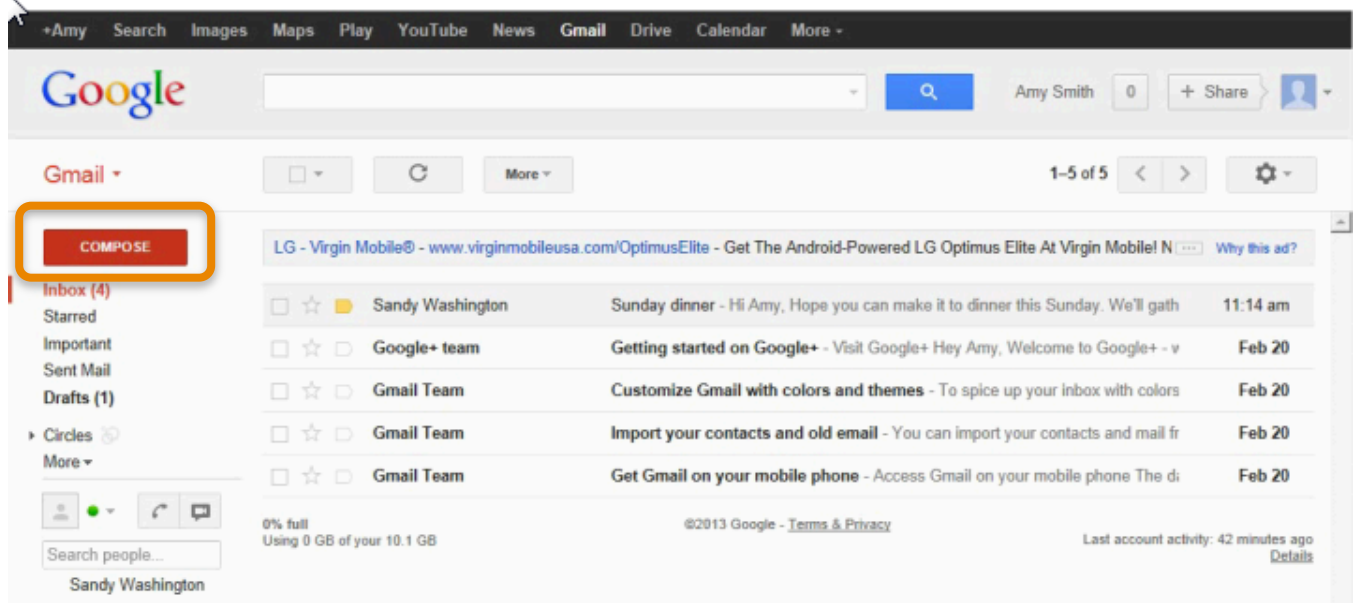 +Amy Search Images Maps Play YouTube News Gmail Drive Calendar More
Google
Amy Smith 0 + Share
Gmail More 1–5 of 5
COMPOSE
LG - Virgin Mobile® - www.virginmobileusa.com/OptimusElite - Get The Android-Powered LG Optimus Elite At Virgin Mobile! N ... Why this ad?
Inbox (4)
Starred
Important
Sent Mail
Drafts (1)
Circles
More
Sandy Washington Sunday dinner - Hi Amy, Hope you can make it to dinner this Sunday. We'll gath 11:14 am
Google+ team Getting started on Google+ - Visit Google+ Hey Amy, Welcome to Google+ - v Feb 20
Gmail Team Customize Gmail with colors and themes - To spice up your inbox with colors Feb 20
Gmail Team Import your contacts and old email - You can import your contacts and mail fr Feb 20
Gmail Team Get Gmail on your mobile phone - Access Gmail on your mobile phone The da Feb 20
Search people...
Sandy Washington
0% full
Using 0 GB of your 10.1 GB
©2013 Google - Terms & Privacy
Last account activity: 42 minutes ago
Details